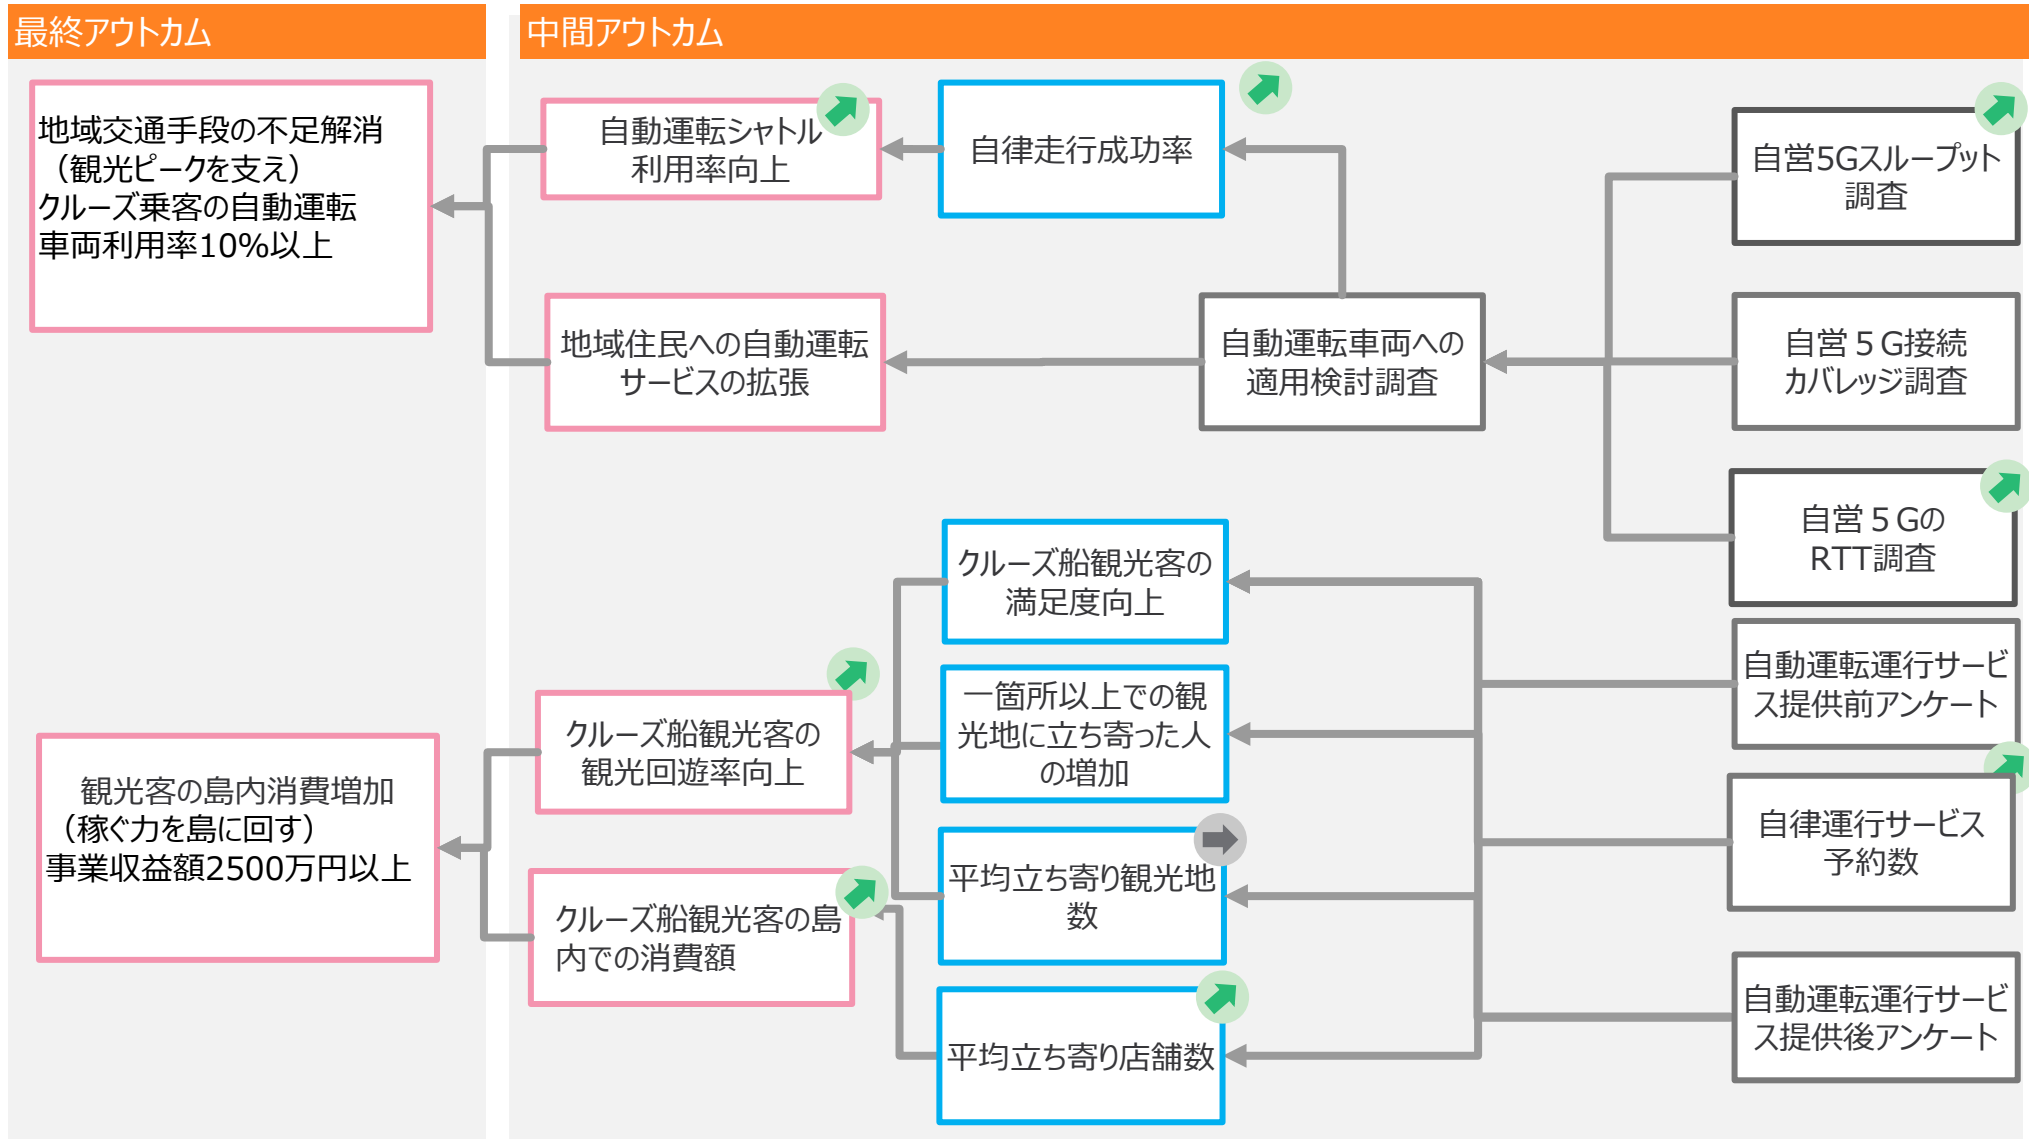 最終アウトカム
中間アウトカム
地域交通手段の不足解消
（観光ピークを支え）
クルーズ乗客の自動運転
車両利用率10%以上
自動運転シャトル
利用率向上
自律走行成功率
自営5Gスループット
調査
地域住民への自動運転
サービスの拡張
自動運転車両への
適用検討調査
自営５G接続
カバレッジ調査
自営５Gの
RTT調査
クルーズ船観光客の
満足度向上
自動運転運行サービ
ス提供前アンケート
一箇所以上での観
光地に立ち寄った人
の増加
クルーズ船観光客の
観光回遊率向上
観光客の島内消費増加
（稼ぐ力を島に回す）
事業収益額2500万円以上
自律運行サービス
予約数
平均立ち寄り観光地
数
クルーズ船観光客の島
内での消費額
自動運転運行サービ
ス提供後アンケート
平均立ち寄り店舗数